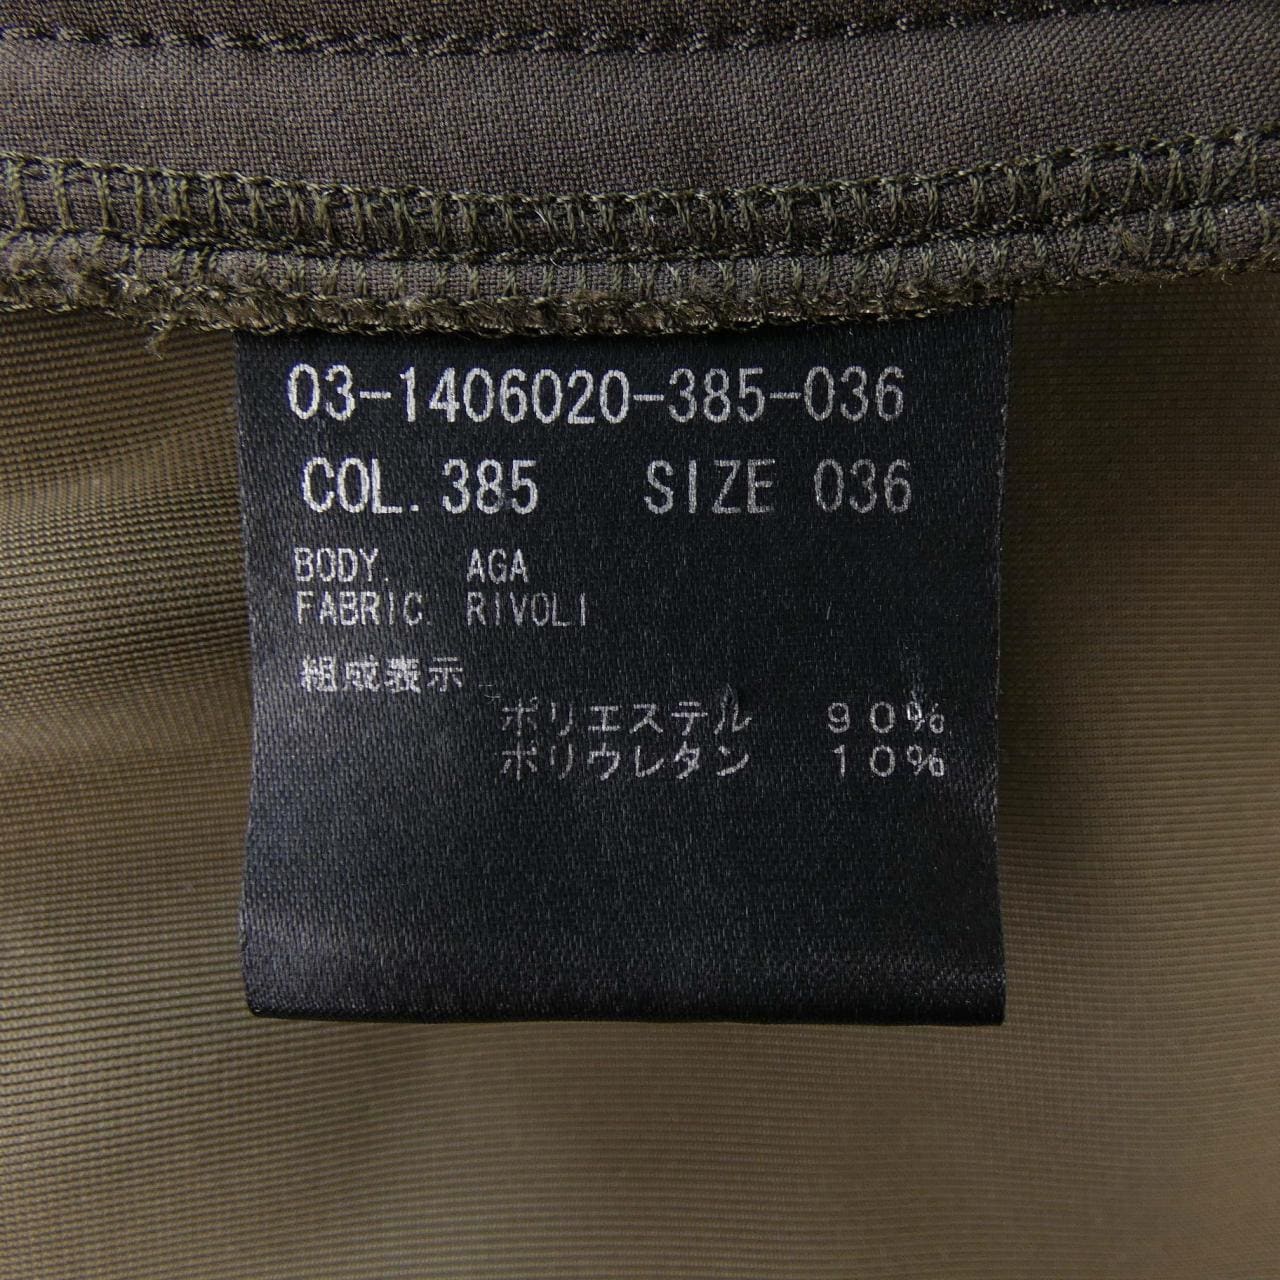 03-1406020-385-036
COL. 385 SIZE 036
BODY. AGA
FABRIC RIVOLI
組成表示
ポリエステル 90%
ポリウレタン 10%